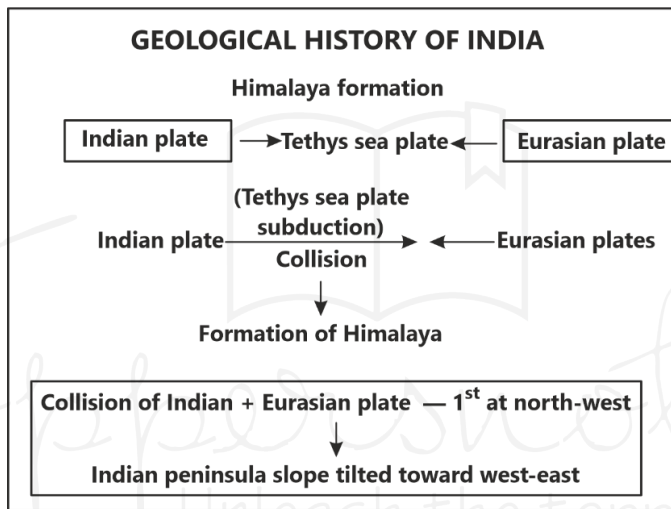 GEOLOGICAL HISTORY OF INDIA
Himalaya formation
Indian plate → Tethys sea plate ← Eurasian plate
(Tethys sea plate
subduction)
Indian plate → ← Eurasian plates
Collision
↓
Formation of Himalaya
Collision of Indian + Eurasian plate — 1st at north-west
↓
Indian peninsula slope tilted toward west-east